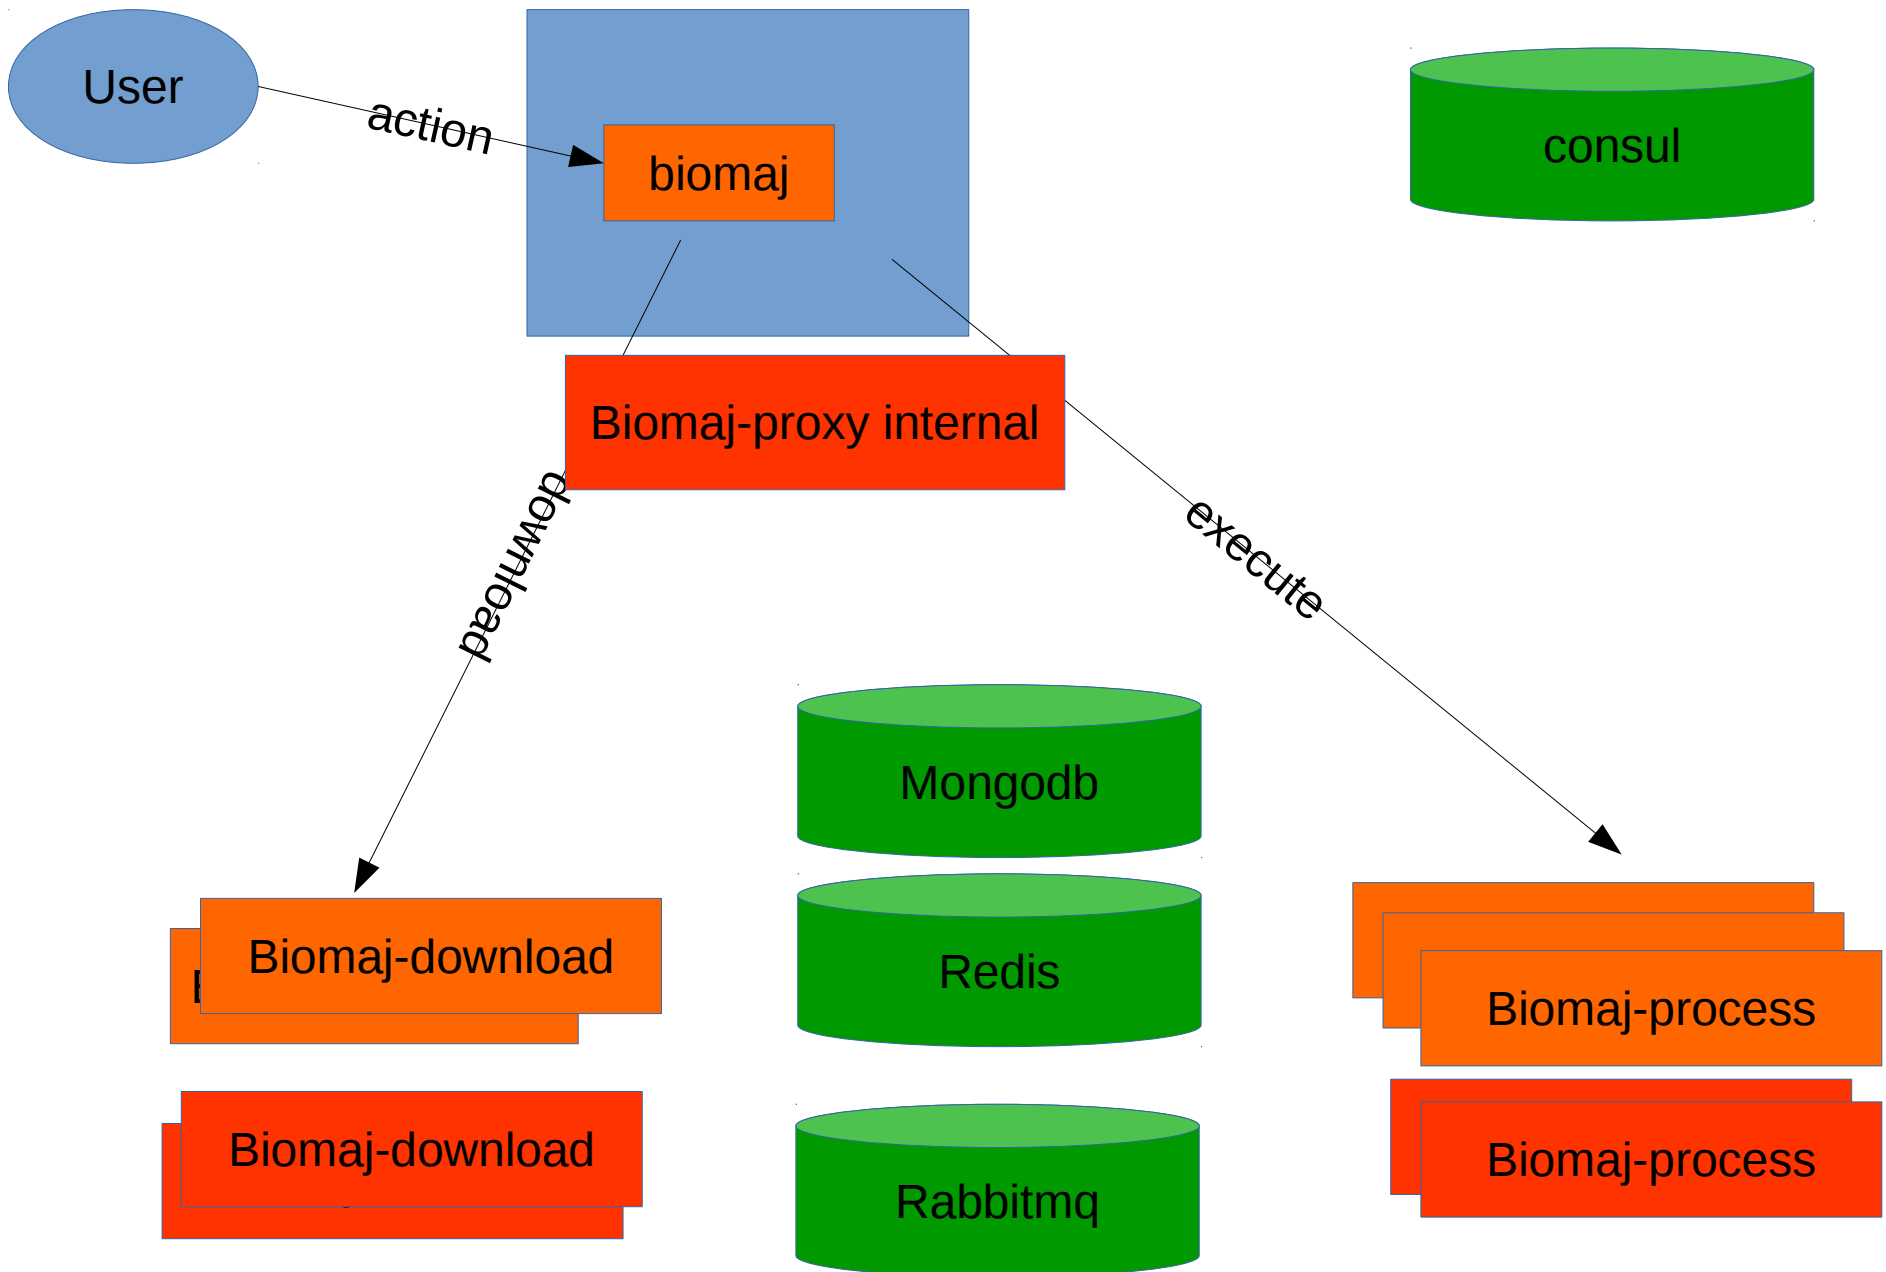 User
action
biomaj
consul
Biomaj-proxy internal
download
execute
Mongodb
Biomaj-download
Redis
Biomaj-process
Biomaj-download
Rabbitmq
Biomaj-process